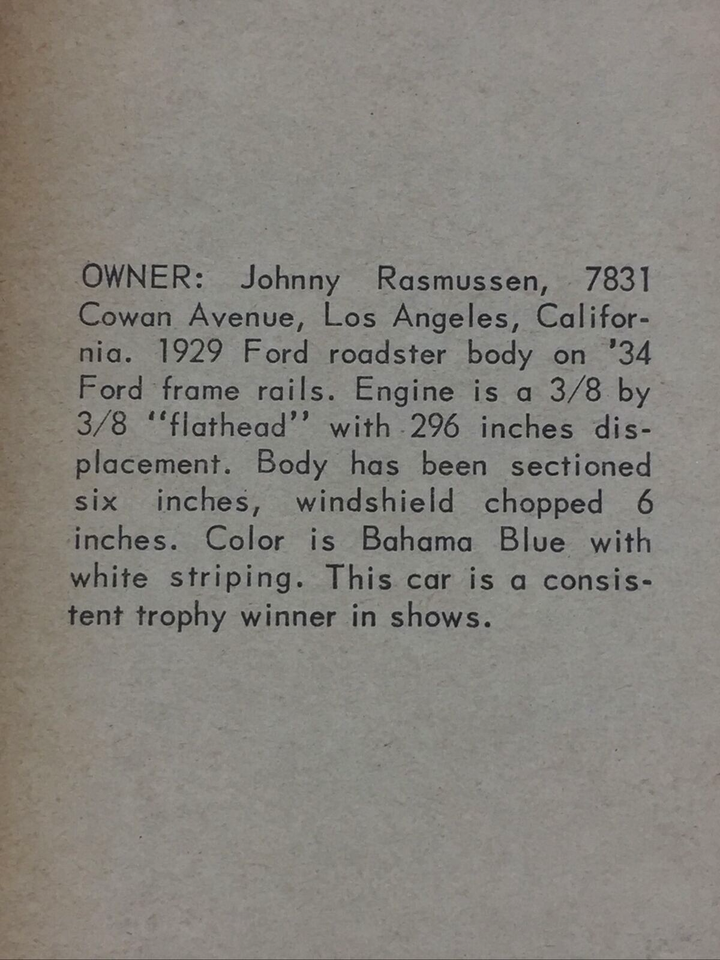 OWNER: Johnny Rasmussen, 7831
Cowan Avenue, Los Angeles, Califor-
nia. 1929 Ford roadster body on '34
Ford frame rails. Engine is a 3/8 by
3/8 “flathead” with 296 inches dis-
placement. Body has been sectioned
six inches, windshield chopped 6
inches. Color is Bahama Blue with
white striping. This car is a consis-
tent trophy winner in shows.